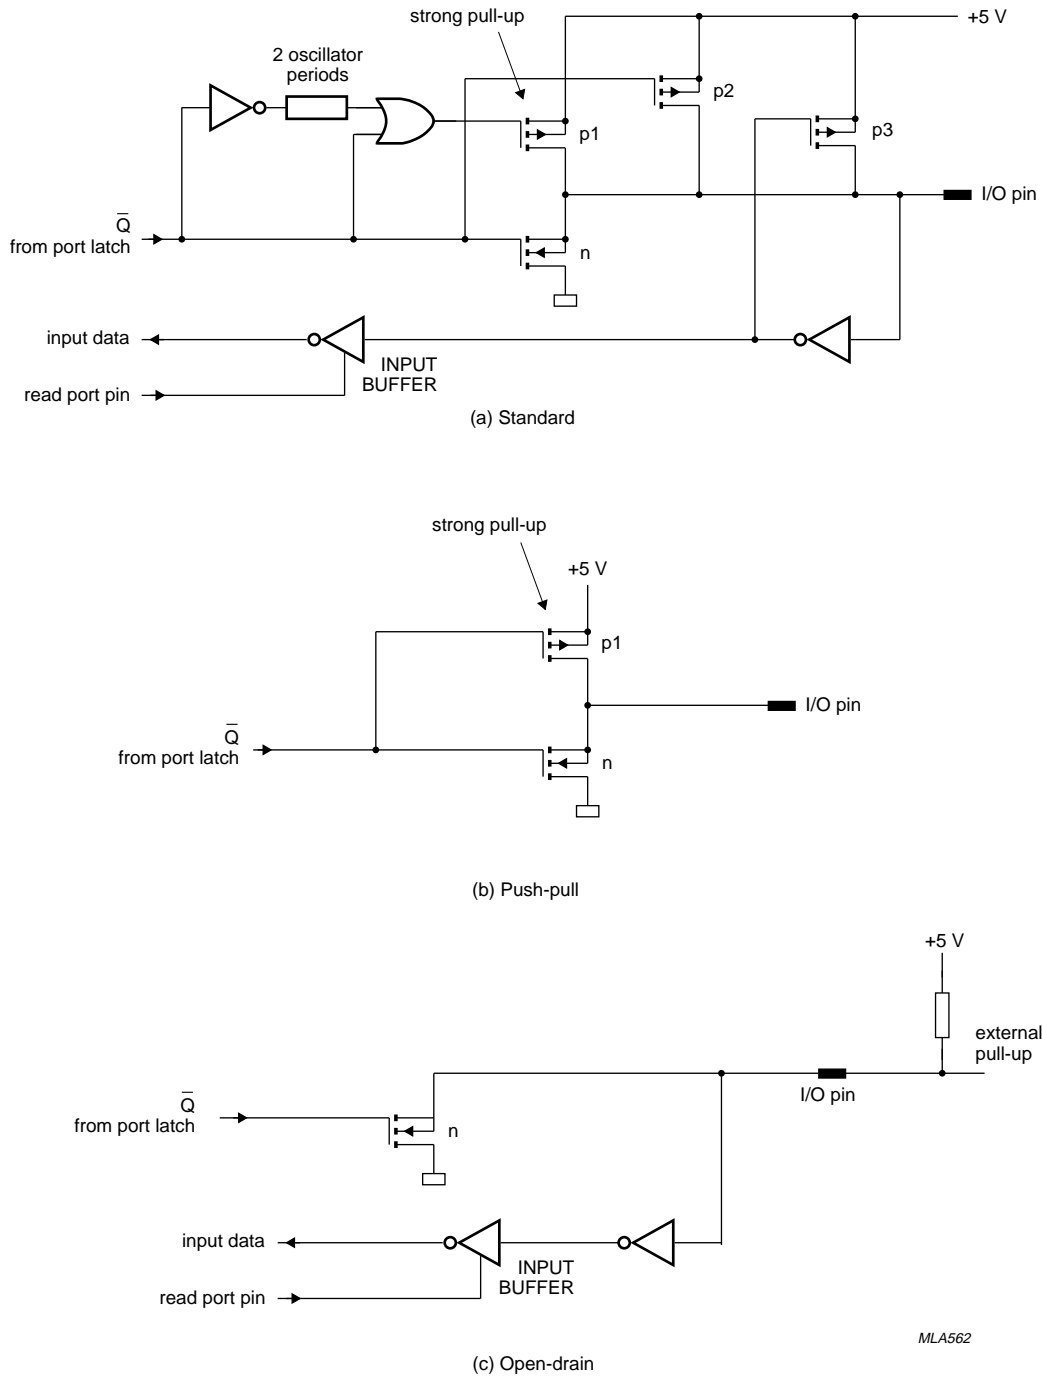 strong pull-up
+5 V
2 oscillator
periods
p2
p1
p3
I/O pin
Q̅
from port latch
n
input data
INPUT
BUFFER
read port pin
(a) Standard
strong pull-up
+5 V
p1
I/O pin
Q̅
from port latch
n
(b) Push-pull
+5 V
external
pull-up
I/O pin
Q̅
from port latch
n
input data
INPUT
BUFFER
read port pin
MLA562
(c) Open-drain